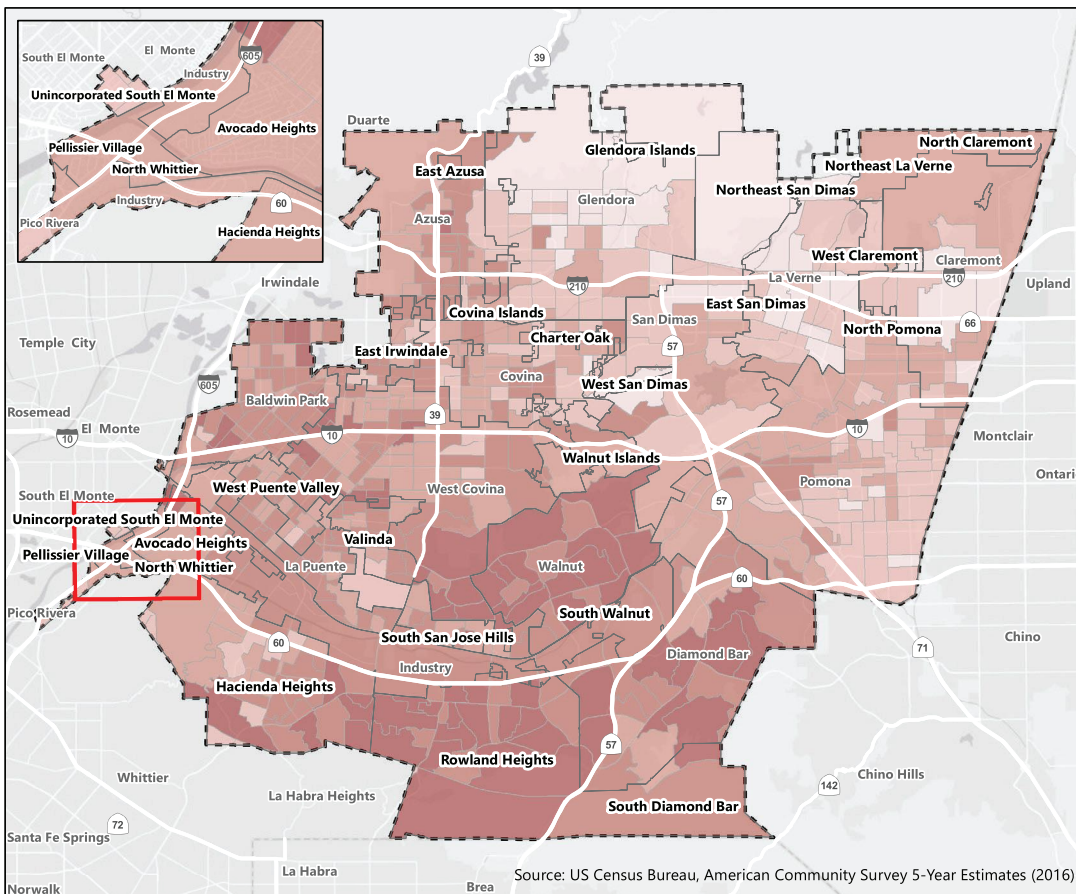 El Monte
South El Monte
605
Industry
Unincorporated South El Monte
Avocado Heights
Pellissier Village
North Whittier
Industry
60
Pico Rivera
Hacienda Heights
39
Duarte
Glendora Islands
North Claremont
Northeast La Verne
East Azusa
Northeast San Dimas
Glendora
Azusa
West Claremont
Claremont
La Verne
210
210
Irwindale
Upland
East San Dimas
Covina Islands
San Dimas
66
North Pomona
Charter Oak
Temple City
57
East Irwindale
Covina
605
West San Dimas
Baldwin Park
Rosemead
39
El Monte
10
10
10
Montclair
Walnut Islands
Ontario
Pomona
West Puente Valley
West Covina
South El Monte
57
Unincorporated South El Monte
Valinda
Avocado Heights
Pellissier Village
La Puente
Walnut
North Whittier
60
Pico Rivera
South Walnut
South San Jose Hills
Chino
60
71
Diamond Bar
Industry
Hacienda Heights
57
Rowland Heights
Whittier
Chino Hills
142
La Habra Heights
South Diamond Bar
72
Santa Fe Springs
La Habra
Source: US Census Bureau, American Community Survey 5-Year Estimates (2016)
Brea
Norwalk